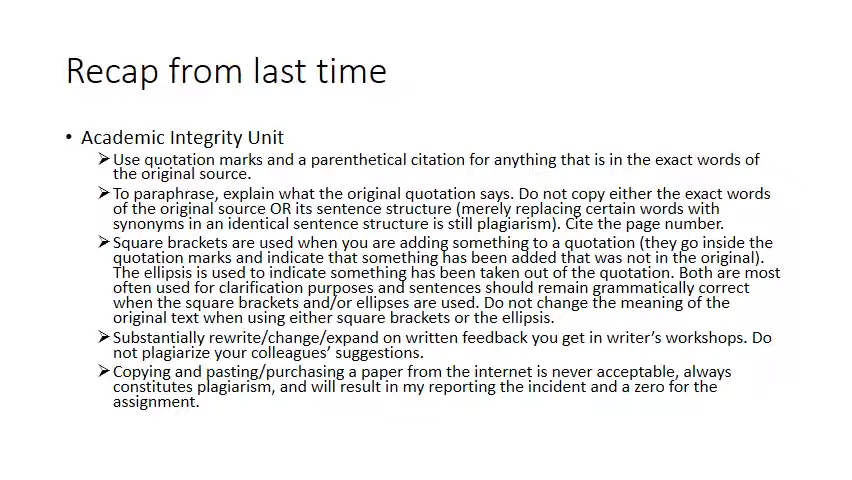 Recap from last time
• Academic Integrity Unit
➤Use quotation marks and a parenthetical citation for anything that is in the exact words of
the original source.
➤To paraphrase, explain what the original quotation says. Do not copy either the exact words
of the original source OR its sentence structure (merely replacing certain words with
synonyms in an identical sentence structure is still plagiarism). Cite the page number.
➤Square brackets are used when you are adding something to a quotation (they go inside the
quotation marks and indicate that something has been added that was not in the original).
The ellipsis is used to indicate something has been taken out of the quotation. Both are most
often used for clarification purposes and sentences should remain grammatically correct
when the square brackets and/or ellipses are used. Do not change the meaning of the
original text when using either square brackets or the ellipsis.
➤Substantially rewrite/change/expand on written feedback you get in writer’s workshops. Do
not plagiarize your colleagues’ suggestions.
➤Copying and pasting/purchasing a paper from the internet is never acceptable, always
constitutes plagiarism, and will result in my reporting the incident and a zero for the
assignment.